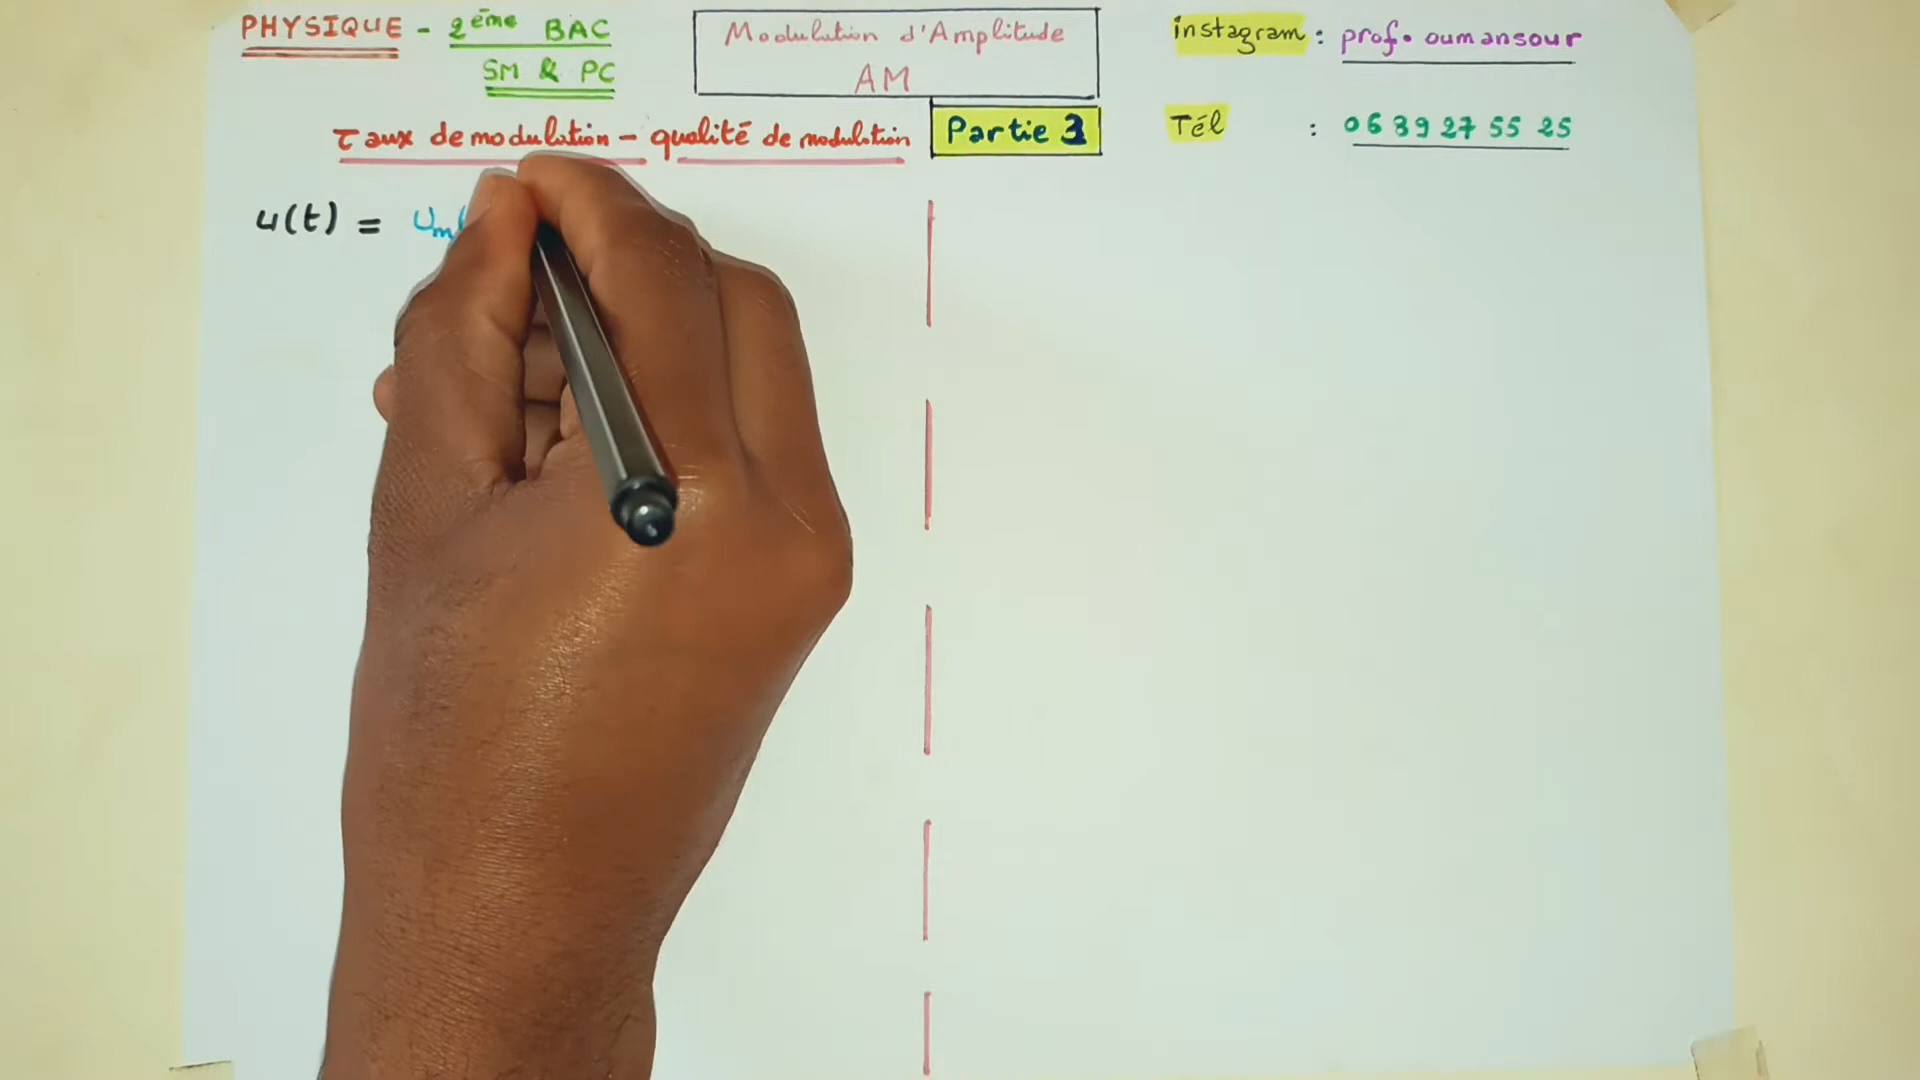 PHYSIQUE - 2ème BAC
SM & PC
Modulation d'Amplitude
AM
instagram : prof. oumansour
Tél : 06 39 27 55 25
Taux de modulation - qualité de modulation
Partie 3
u(t) = Um(